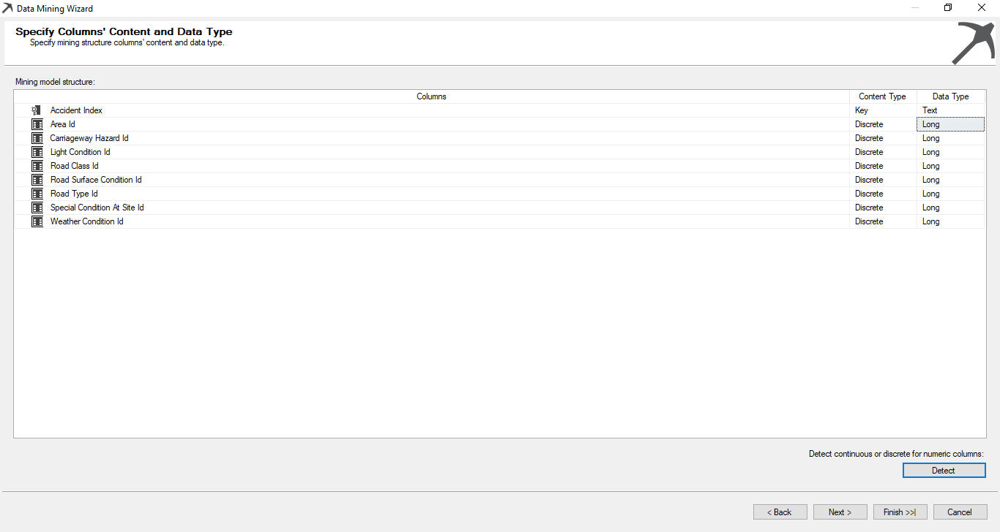 Data Mining Wizard
Specify Columns' Content and Data Type
Specify mining structure columns' content and data type.
Mining model structure:
Columns Content Type Data Type
Accident Index Key Text
Area Id Discrete Long
Carriageway Hazard Id Discrete Long
Light Condition Id Discrete Long
Road Class Id Discrete Long
Road Surface Condition Id Discrete Long
Road Type Id Discrete Long
Special Condition At Site Id Discrete Long
Weather Condition Id Discrete Long
Detect continuous or discrete for numeric columns:
Detect
< Back Next > Finish >>| Cancel